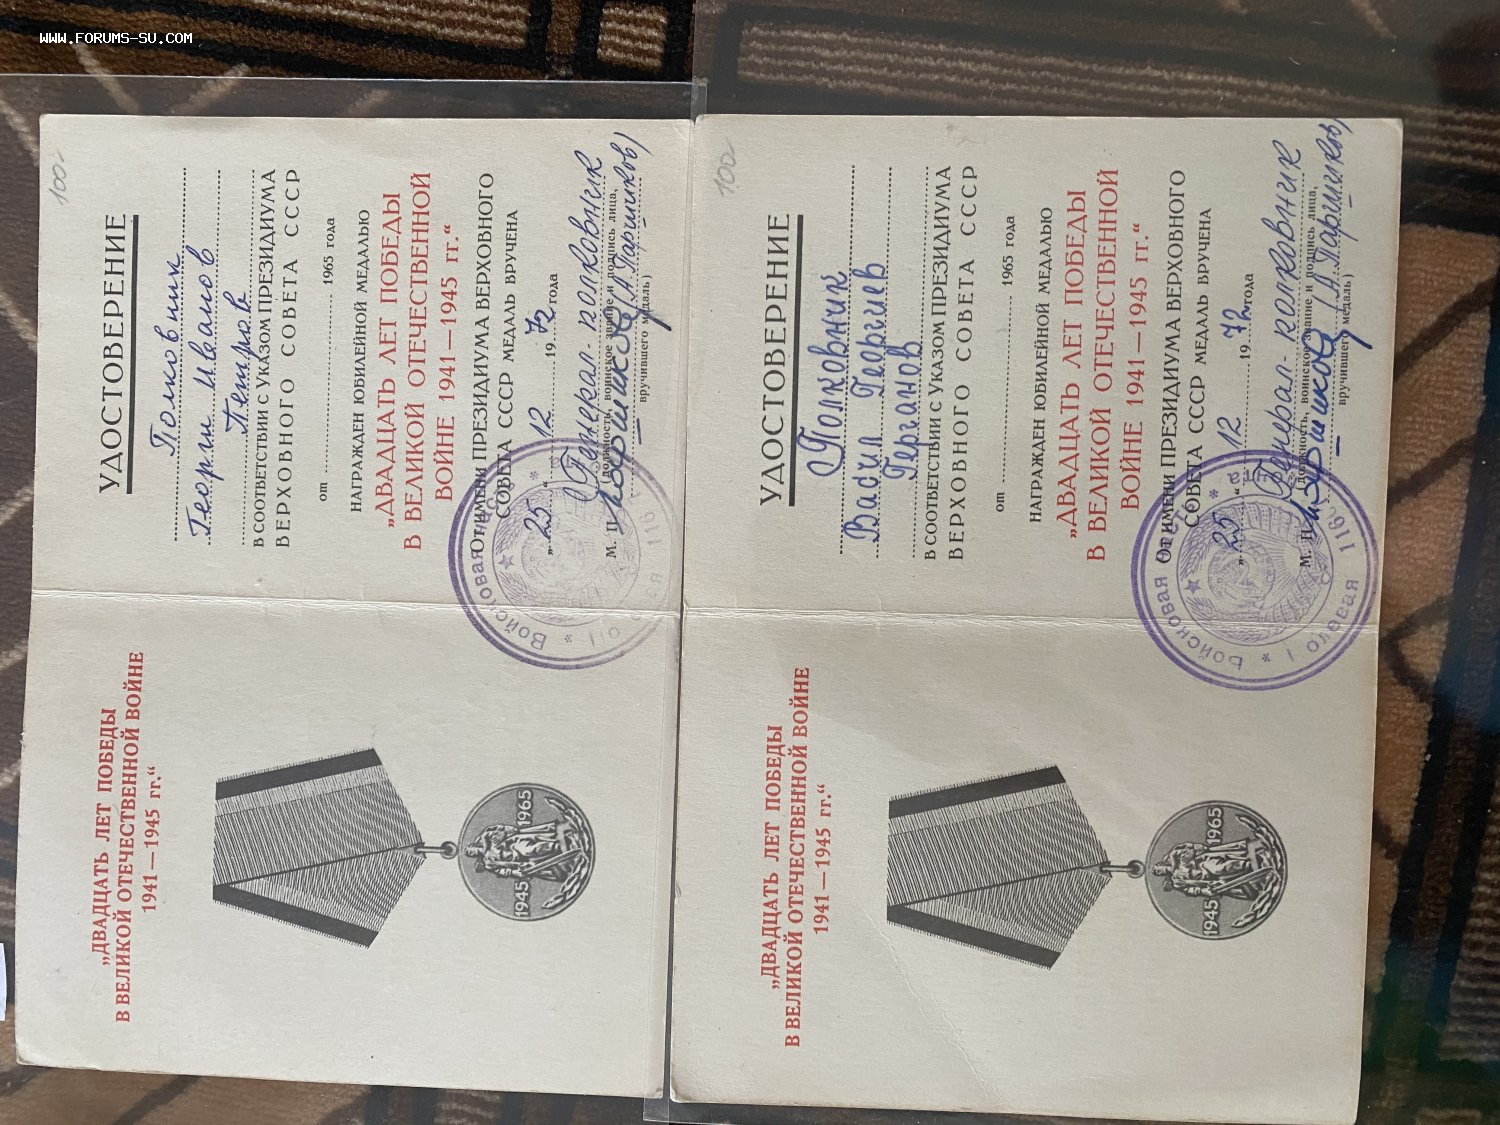 WWW.FORUMS-SU.COM
100
УДОСТОВЕРЕНИЕ
Полковник
Георги Иванов
Петров
В СООТВЕТСТВИИ С УКАЗОМ ПРЕЗИДИУМА
ВЕРХОВНОГО СОВЕТА СССР
от 1965 года
НАГРАЖДЕН ЮБИЛЕЙНОЙ МЕДАЛЬЮ
„ДВАДЦАТЬ ЛЕТ ПОБЕДЫ
В ВЕЛИКОЙ ОТЕЧЕСТВЕННОЙ
ВОЙНЕ 1941—1945 гг.“
От ИМЕНИ ПРЕЗИДИУМА ВЕРХОВНОГО
СОВЕТА СССР МЕДАЛЬ ВРУЧЕНА
„25“ 12 1972 года
Генерал-полковник
М. П. (должность, воинское звание и подпись лица,
(А. Паршиков)
вручившего медаль)
Войсковая
„ДВАДЦАТЬ ЛЕТ ПОБЕДЫ
В ВЕЛИКОЙ ОТЕЧЕСТВЕННОЙ ВОЙНЕ
1941—1945 гг.“
1945 1965
100
УДОСТОВЕРЕНИЕ
Полковник
Васил Георгиев
Герганов
В СООТВЕТСТВИИ С УКАЗОМ ПРЕЗИДИУМА
ВЕРХОВНОГО СОВЕТА СССР
от 1965 года
НАГРАЖДЕН ЮБИЛЕЙНОЙ МЕДАЛЬЮ
„ДВАДЦАТЬ ЛЕТ ПОБЕДЫ
В ВЕЛИКОЙ ОТЕЧЕСТВЕННОЙ
ВОЙНЕ 1941—1945 гг.“
От ИМЕНИ ПРЕЗИДИУМА ВЕРХОВНОГО
СОВЕТА СССР МЕДАЛЬ ВРУЧЕНА
„25“ 12 1972 года
Генерал-полковник
М. П. (должность, воинское звание и подпись лица,
(А. Паршиков)
вручившего медаль)
Войсковая
„ДВАДЦАТЬ ЛЕТ ПОБЕДЫ
В ВЕЛИКОЙ ОТЕЧЕСТВЕННОЙ ВОЙНЕ
1941—1945 гг.“
1945 1965